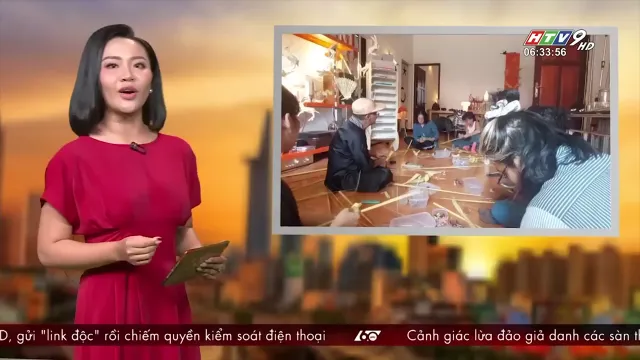 HTV9 HD
06:33:56
D, gửi "link độc" rồi chiếm quyền kiểm soát điện thoại 60 Cảnh giác lừa đảo giả danh các sàn th